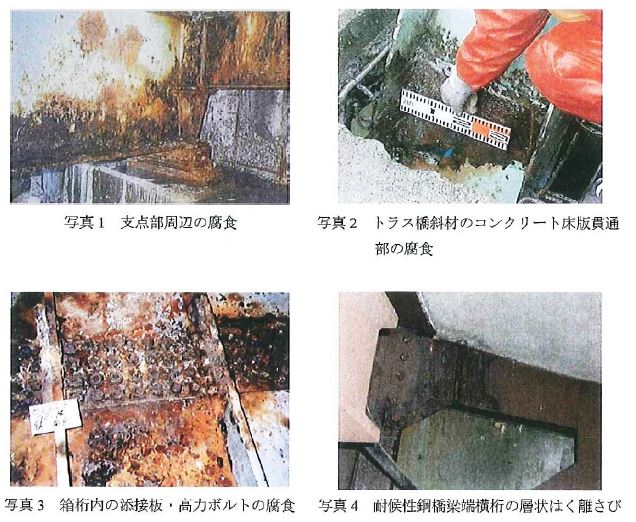 写真1 支点部周辺の腐食
写真2 トラス橋斜材のコンクリート床版貫通
部の腐食
写真3 箱桁内の添接板・高力ボルトの腐食
写真4 耐候性鋼橋梁端横桁の層状はく離さび